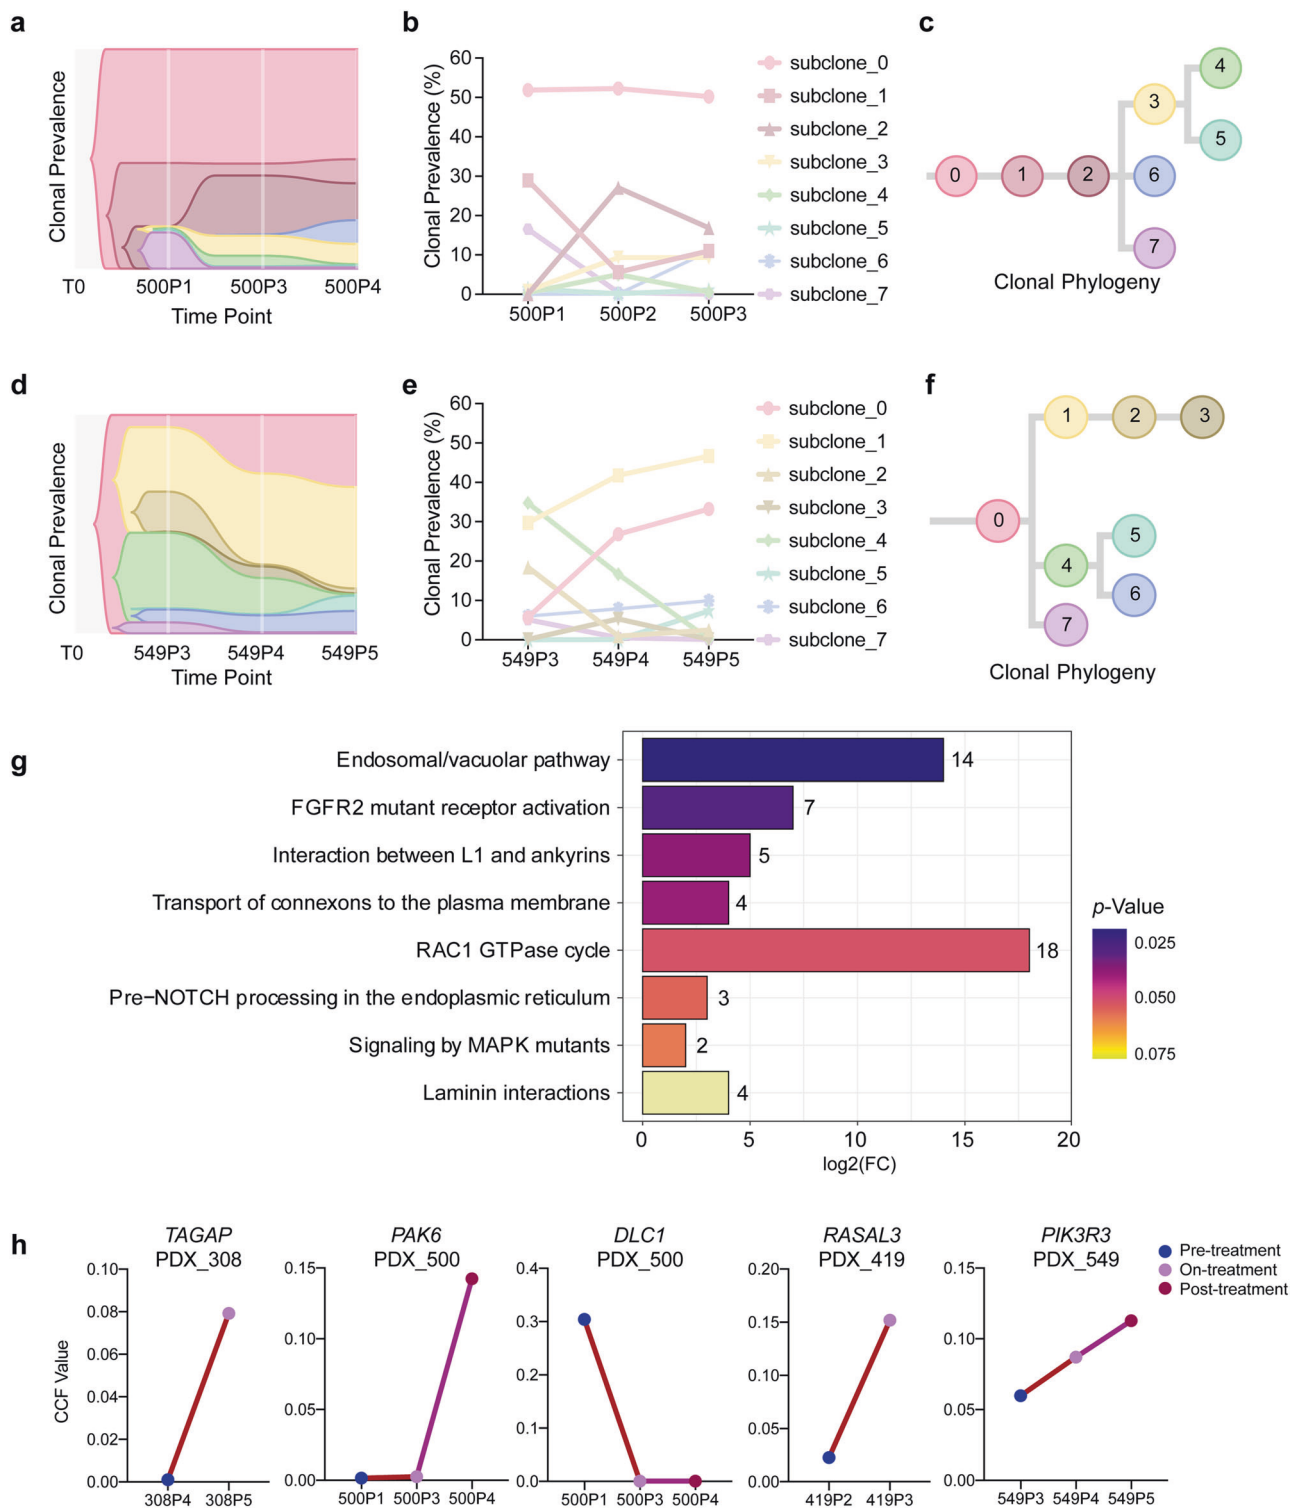 a
Clonal Prevalence
T0
500P1
500P3
500P4
Time Point
b
Clonal Prevalence (%)
60
50
40
30
20
10
0
500P1
500P2
500P3
subclone_0
subclone_1
subclone_2
subclone_3
subclone_4
subclone_5
subclone_6
subclone_7
c
0
1
2
3
4
5
6
7
Clonal Phylogeny
d
Clonal Prevalence
T0
549P3
549P4
549P5
Time Point
e
Clonal Prevalence (%)
60
50
40
30
20
10
0
549P3
549P4
549P5
subclone_0
subclone_1
subclone_2
subclone_3
subclone_4
subclone_5
subclone_6
subclone_7
f
0
1
2
3
4
5
6
7
Clonal Phylogeny
g
Endosomal/vacuolar pathway
14
FGFR2 mutant receptor activation
7
Interaction between L1 and ankyrins
5
Transport of connexons to the plasma membrane
4
RAC1 GTPase cycle
18
Pre−NOTCH processing in the endoplasmic reticulum
3
Signaling by MAPK mutants
2
Laminin interactions
4
0
5
10
15
20
log2(FC)
p-Value
0.025
0.050
0.075
h
CCF Value
TAGAP
PDX_308
0.10
0.08
0.06
0.04
0.02
0.00
308P4
308P5
PAK6
PDX_500
0.15
0.10
0.05
0.00
500P1
500P3
500P4
DLC1
PDX_500
0.4
0.3
0.2
0.1
0.0
500P1
500P3
500P4
RASAL3
PDX_419
0.20
0.15
0.10
0.05
0.00
419P2
419P3
PIK3R3
PDX_549
0.15
0.10
0.05
0.00
549P3
549P4
549P5
Pre-treatment
On-treatment
Post-treatment